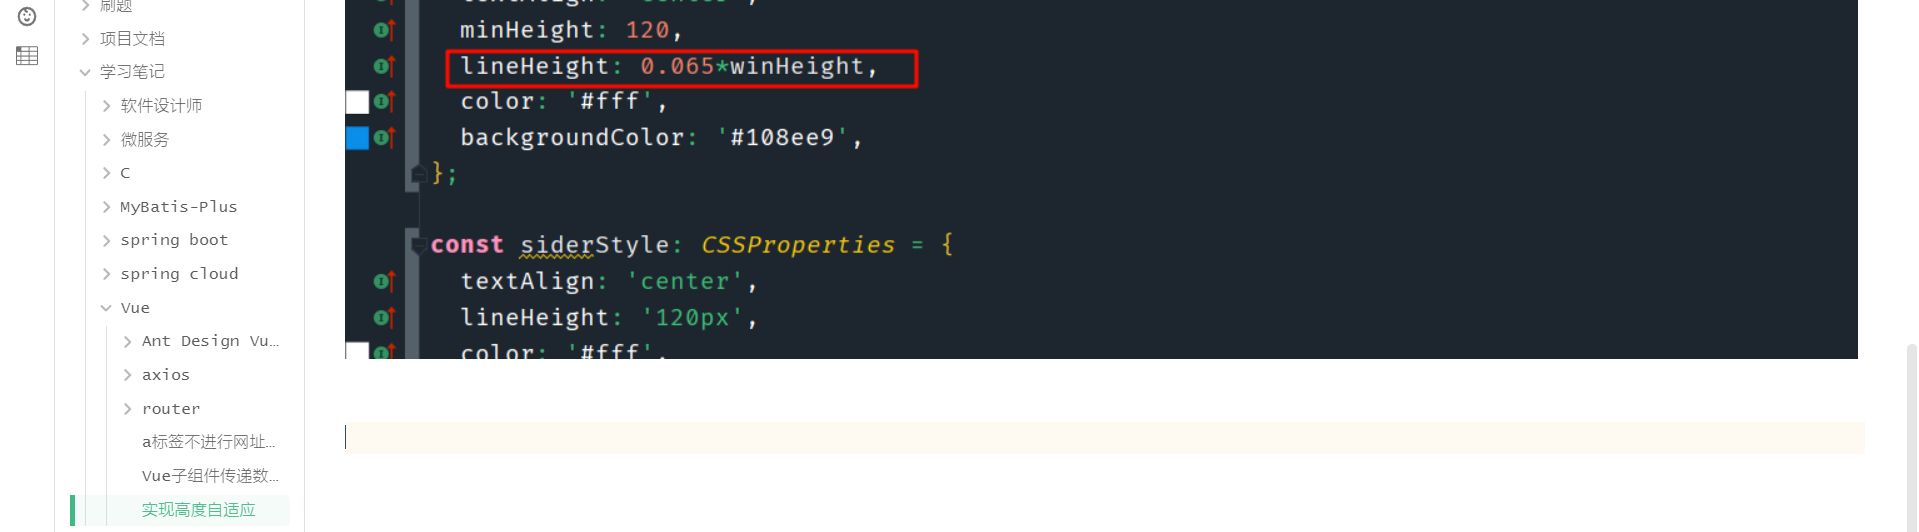 刷题
项目文档
学习笔记
软件设计师
微服务
C
MyBatis-Plus
spring boot
spring cloud
Vue
Ant Design Vu…
axios
router
a标签不进行网址…
Vue子组件传递数…
实现高度自适应
textAlign: 'center',
minHeight: 120,
lineHeight: 0.065*winHeight,
color: '#fff',
backgroundColor: '#108ee9',
};
const siderStyle: CSSProperties = {
textAlign: 'center',
lineHeight: '120px',
color: '#fff',